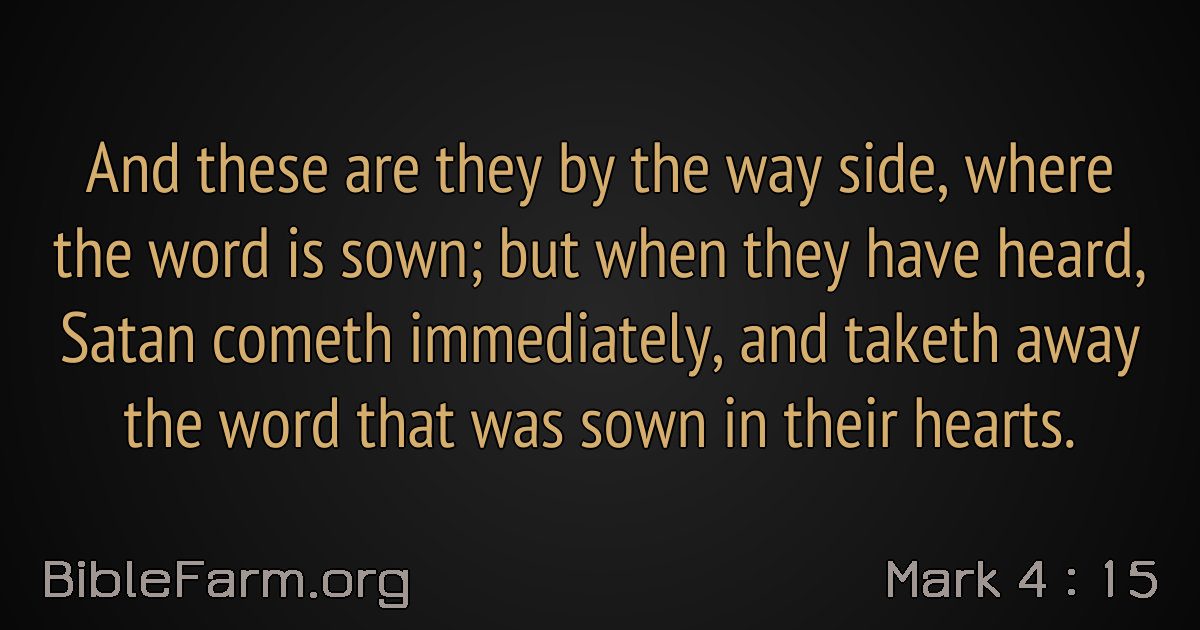 And these are they by the way side, where
the word is sown; but when they have heard,
Satan cometh immediately, and taketh away
the word that was sown in their hearts.
BibleFarm.org
Mark 4 : 15